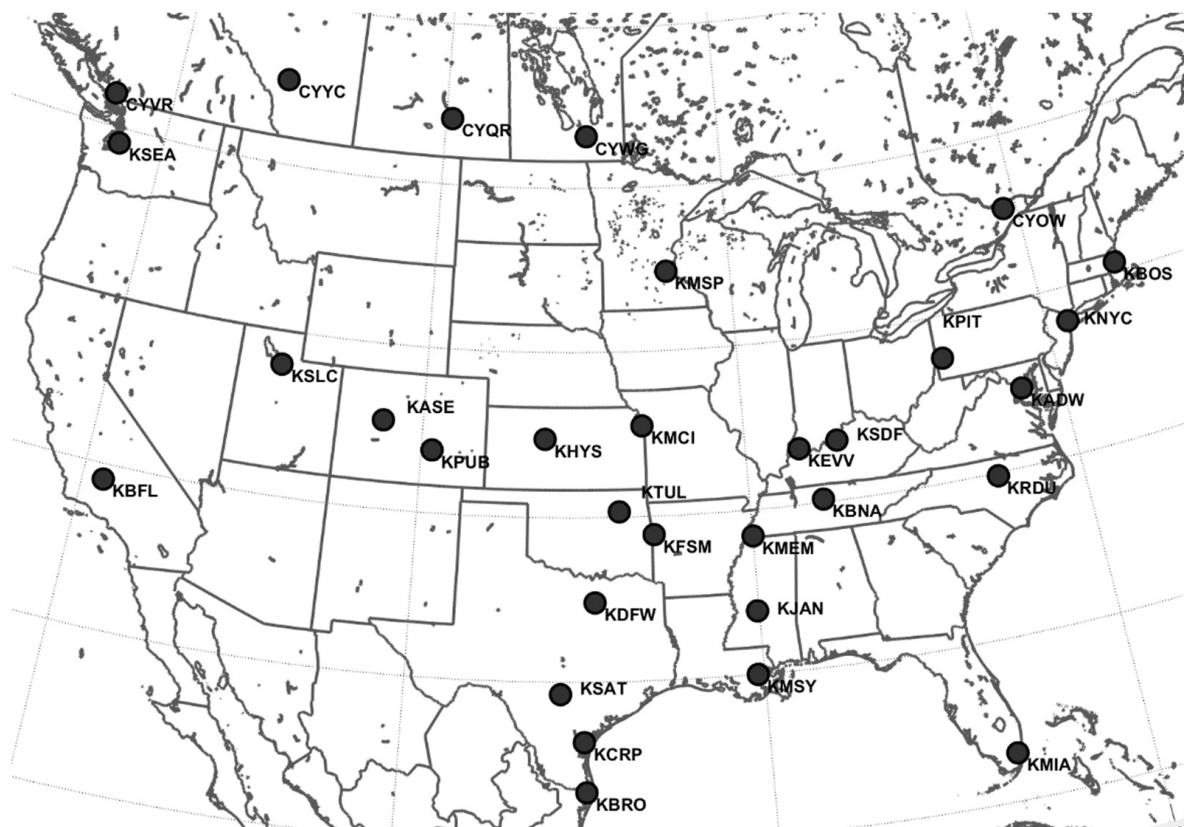 CYVR
CYYC
CYQR
CYWG
KSEA
CYOW
KBOS
KMSP
KPIT
KNYC
KSLC
KASE
KADW
KPUB
KHYS
KMCI
KSDF
KEVV
KBFL
KTUL
KRDU
KBNA
KFSM
KMEM
KDFW
KJAN
KSAT
KMSY
KCRP
KMIA
KBRO